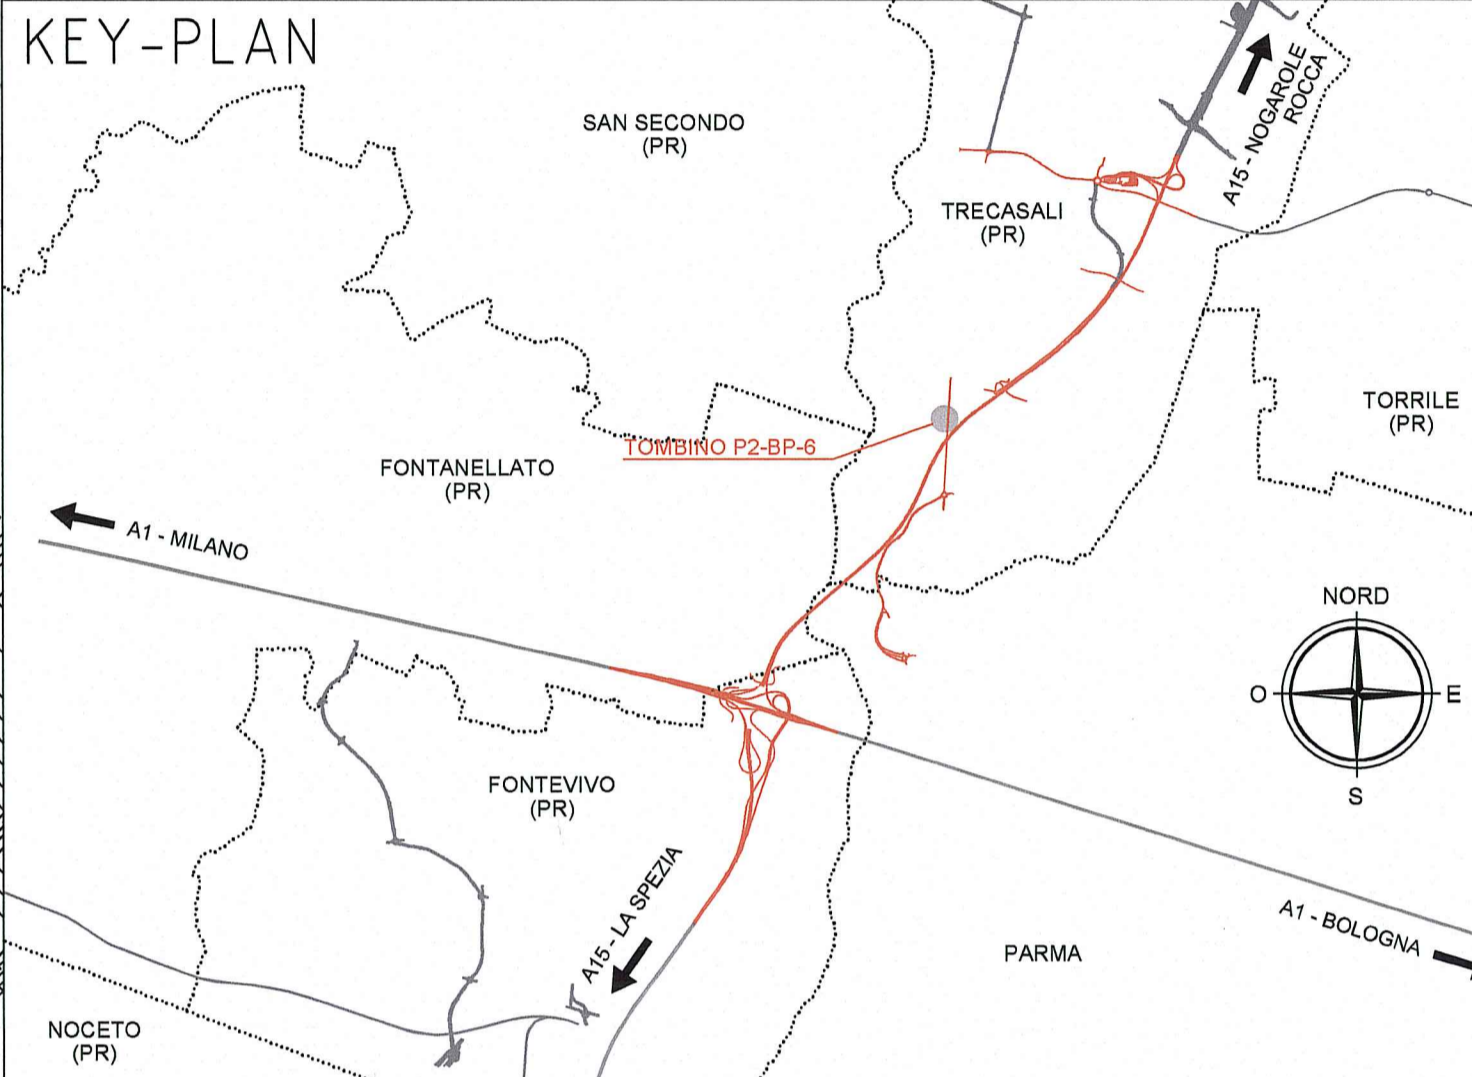 KEY-PLAN
SAN SECONDO
(PR)
A15 - NOGAROLE
ROCCA
TRECASALI
(PR)
TORRILE
(PR)
TOMBINO P2-BP-6
FONTANELLATO
(PR)
A1 - MILANO
NORD
O
E
S
FONTEVIVO
(PR)
A15 - LA SPEZIA
A1 - BOLOGNA
PARMA
NOCETO
(PR)